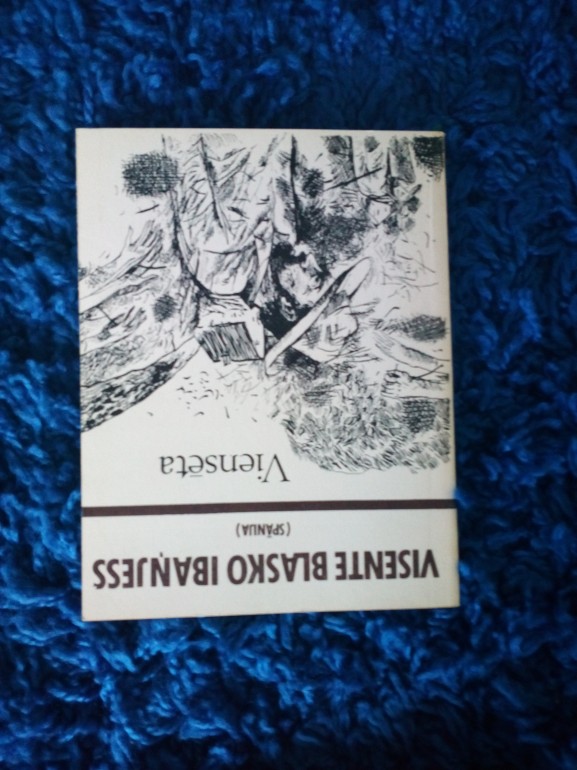 VISENTE BLASKO IBAŅJESS
(SPĀNIJA)
Viensēta